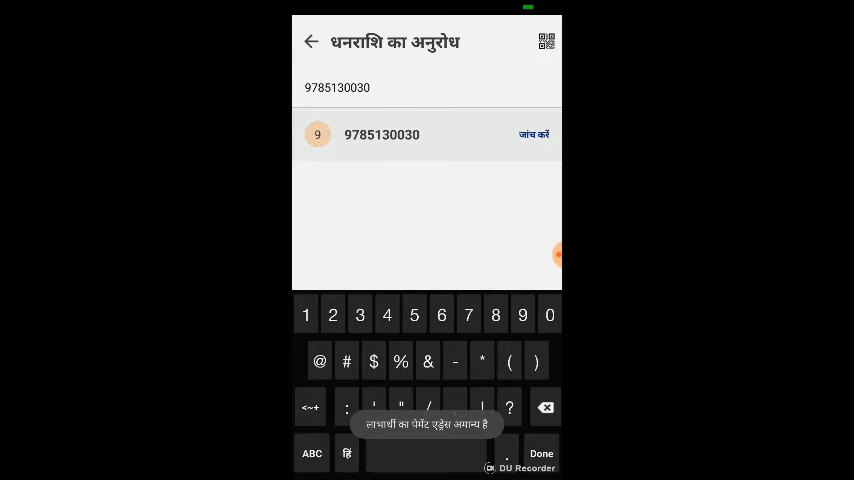 धनराशि का अनुरोध
9785130030
9 9785130030 जांच करें
1 2 3 4 5 6 7 8 9 0
@ # $ % & - * ( )
<~+ : ' " / ! ?
लाभार्थी का पेमेंट एड्रेस अमान्य है
ABC हिं . Done
DU Recorder